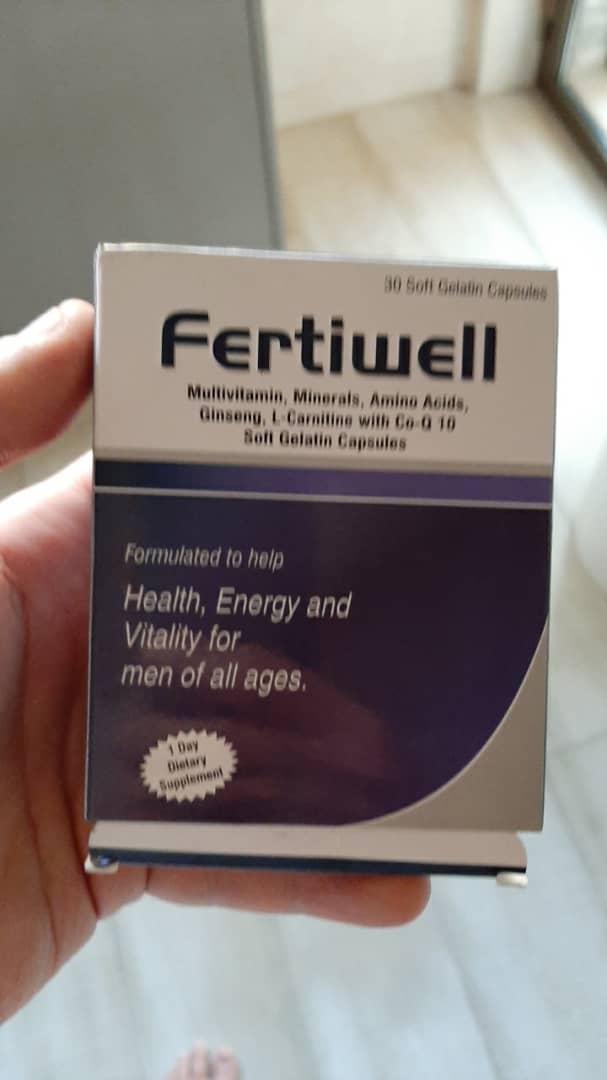 30 Soft Gelatin Capsules
Fertiwell
Multivitamin, Minerals, Amino Acids,
Ginseng, L-Carnitine with Co-Q 10
Soft Gelatin Capsules
Formulated to help
Health, Energy and
Vitality for
men of all ages.
1 Day
Dietary
Supplement